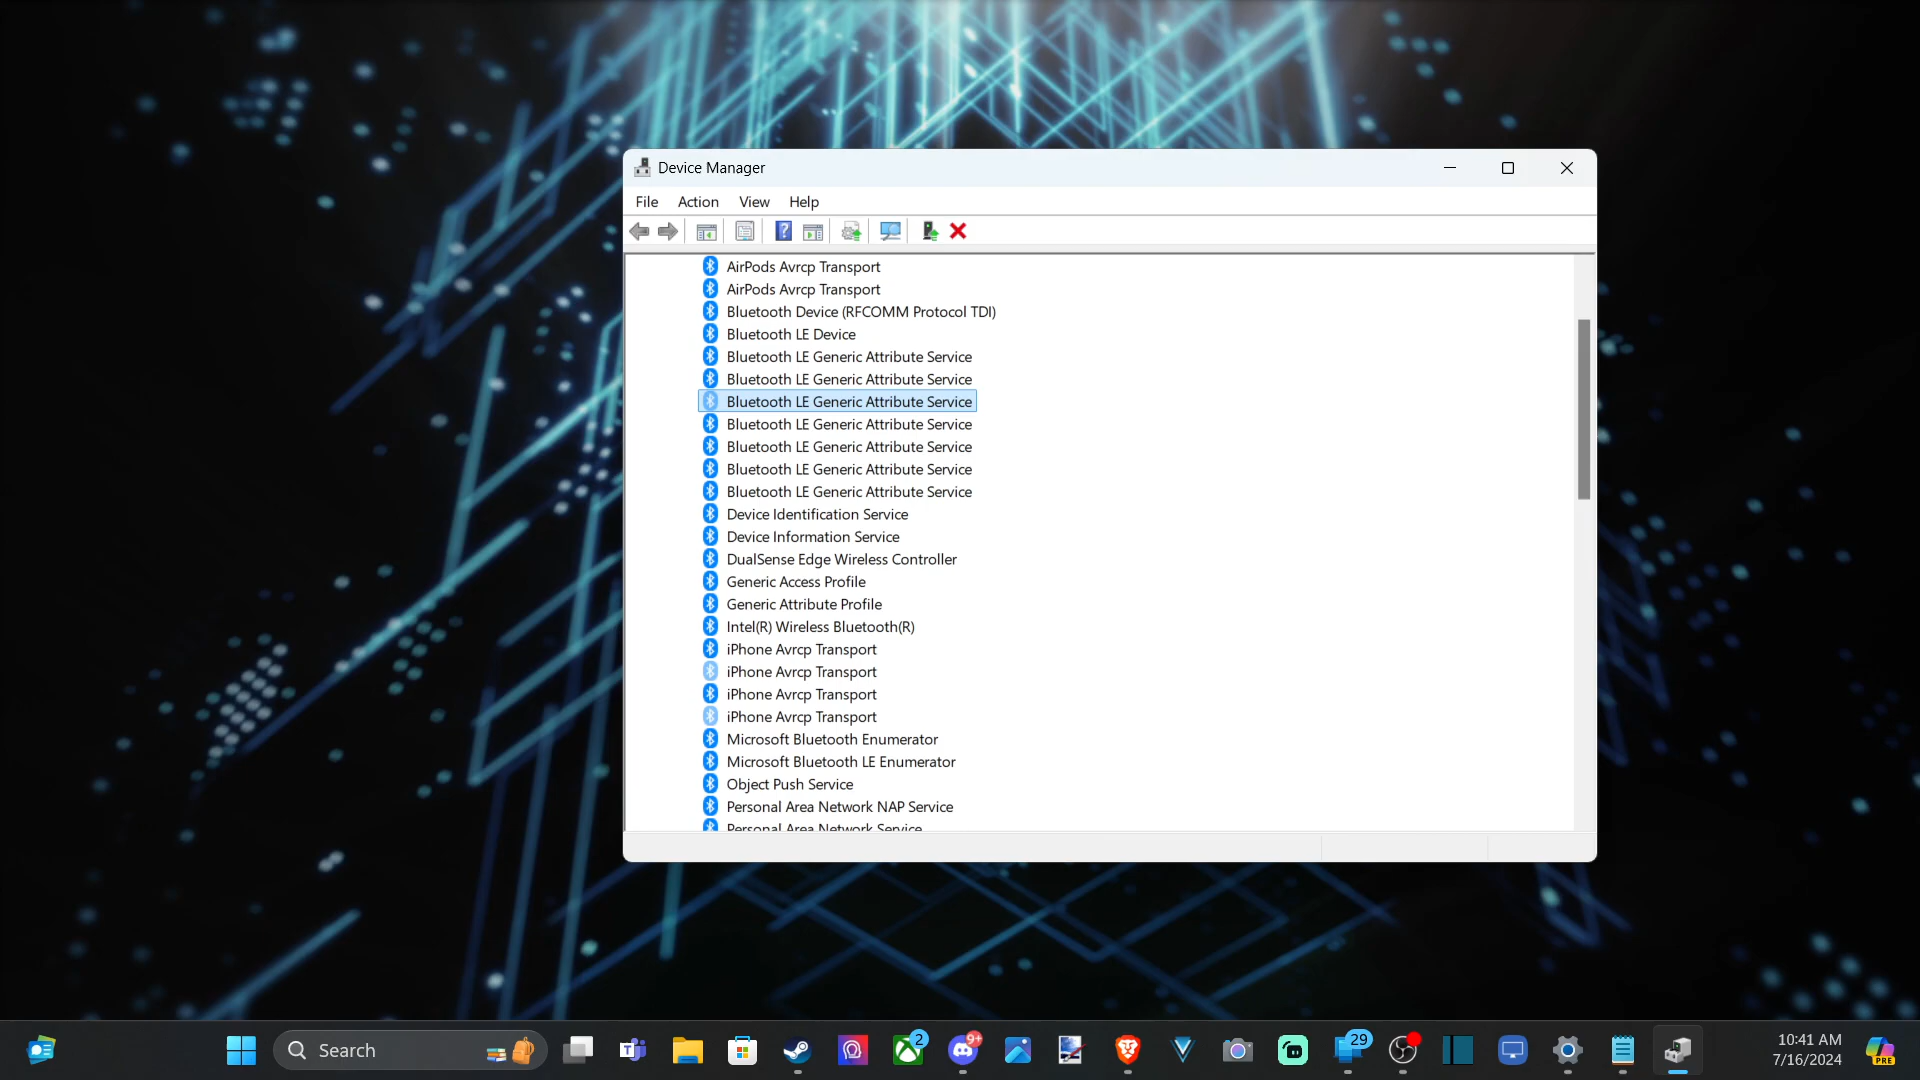 Device Manager
File Action View Help
AirPods Avrcp Transport
AirPods Avrcp Transport
Bluetooth Device (RFCOMM Protocol TDI)
Bluetooth LE Device
Bluetooth LE Generic Attribute Service
Bluetooth LE Generic Attribute Service
Bluetooth LE Generic Attribute Service
Bluetooth LE Generic Attribute Service
Bluetooth LE Generic Attribute Service
Bluetooth LE Generic Attribute Service
Bluetooth LE Generic Attribute Service
Device Identification Service
Device Information Service
DualSense Edge Wireless Controller
Generic Access Profile
Generic Attribute Profile
Intel(R) Wireless Bluetooth(R)
iPhone Avrcp Transport
iPhone Avrcp Transport
iPhone Avrcp Transport
iPhone Avrcp Transport
Microsoft Bluetooth Enumerator
Microsoft Bluetooth LE Enumerator
Object Push Service
Personal Area Network NAP Service
Personal Area Network Service
Search
2
9+
29
10:41 AM
7/16/2024
PRE